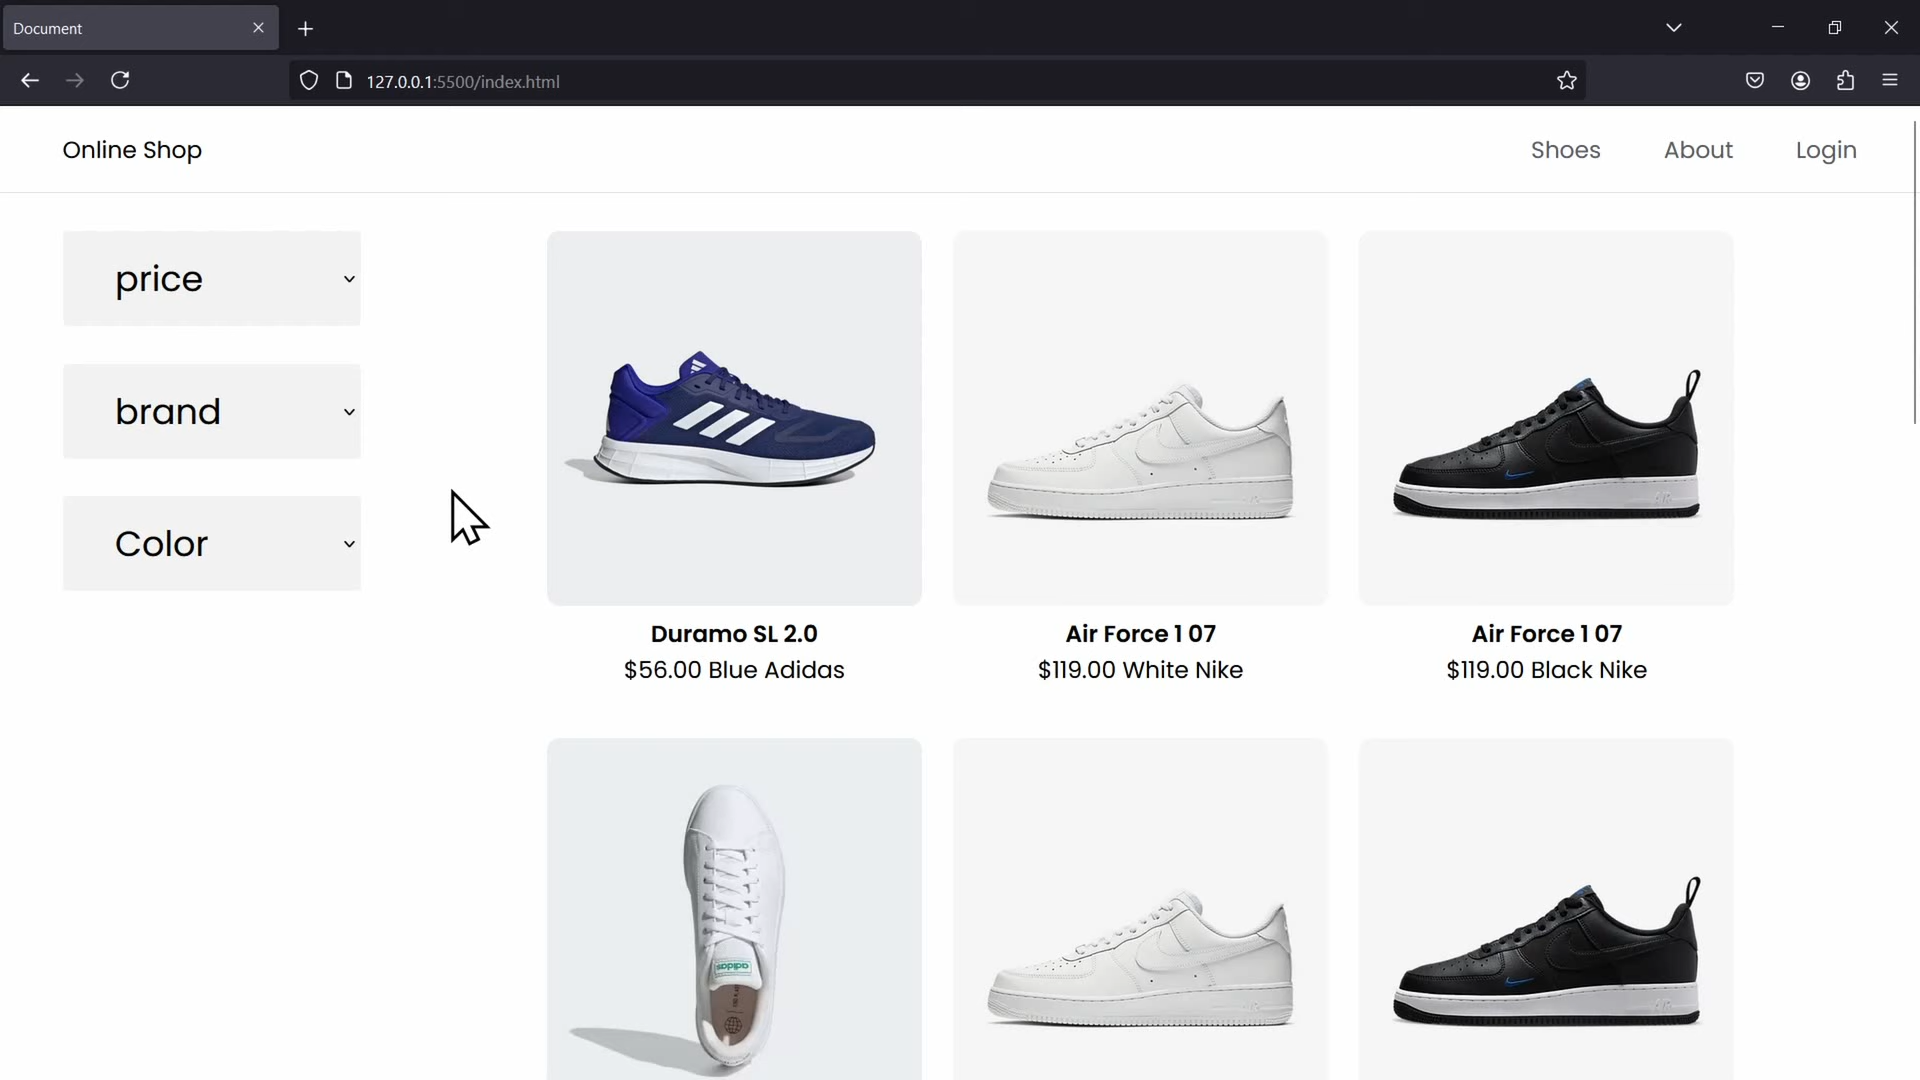 Document
127.0.0.1:5500/index.html
Online Shop
Shoes About Login
price
brand
Color
Duramo SL 2.0
$56.00 Blue Adidas
Air Force 1 07
$119.00 White Nike
Air Force 1 07
$119.00 Black Nike
adidas